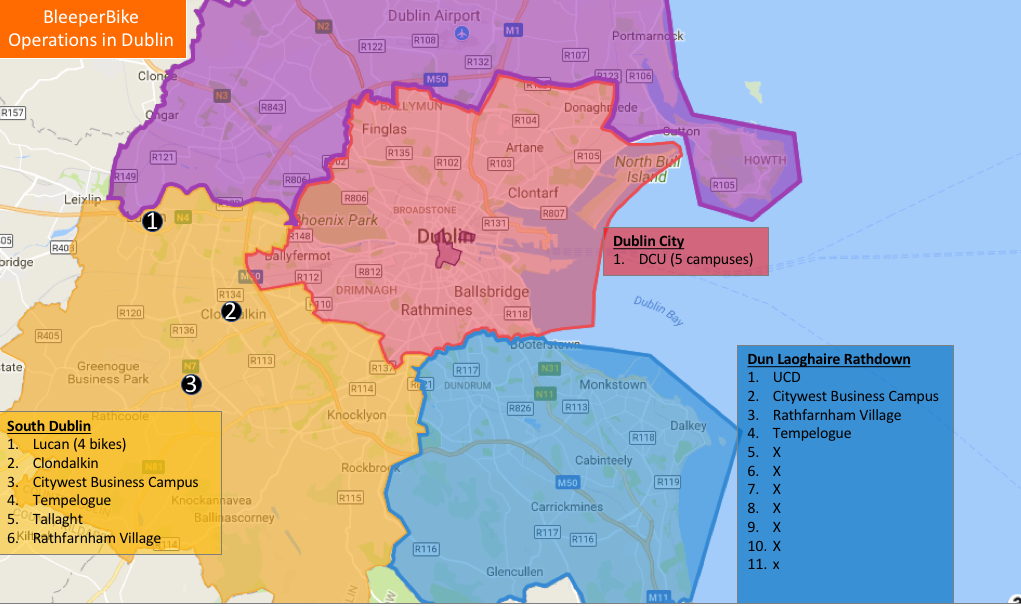 BleeperBike
Operations in Dublin
Dublin Airport
N2
M1
R122
R108
R132
R107
Portmarnock
R123
R106
M50
Clonee
N3
R843
Ongar
R157
BALLYMUN
Donaghmede
Finglas
R104
Artane
R135
R102
R103
R105
Sutton
HOWTH
R105
North Bull
Island
R121
R149
R806
R806
Clontarf
R807
Leixlip
1
N4
Phoenix Park
BROADSTONE
R131
R148
Dublin
R403
Ballyfermot
R112
R812
DRIMNAGH
Ballsbridge
Rathmines
R118
R110
Dublin City
1. DCU (5 campuses)
Dublin Bay
R134
Clondalkin
2
R120
R136
R405
N7
3
R113
Greenogue
Business Park
Rathcoole
R137
R114
Knocklyon
Booterstown
R117
N31
DUNDRUM
Monkstown
N11
R826
R113
R118
Dalkey
Cabinteely
M50
R119
Carrickmines
R117
R116
R116
Glencullen
M11
Rockbrook
R115
N81
Knockannavea
Ballinascorney
R114
South Dublin
1. Lucan (4 bikes)
2. Clondalkin
3. Citywest Business Campus
4. Tempelogue
5. Tallaght
6. Rathfarnham Village
Dun Laoghaire Rathdown
1. UCD
2. Citywest Business Campus
3. Rathfarnham Village
4. Tempelogue
5. X
6. X
7. X
8. X
9. X
10. X
11. x